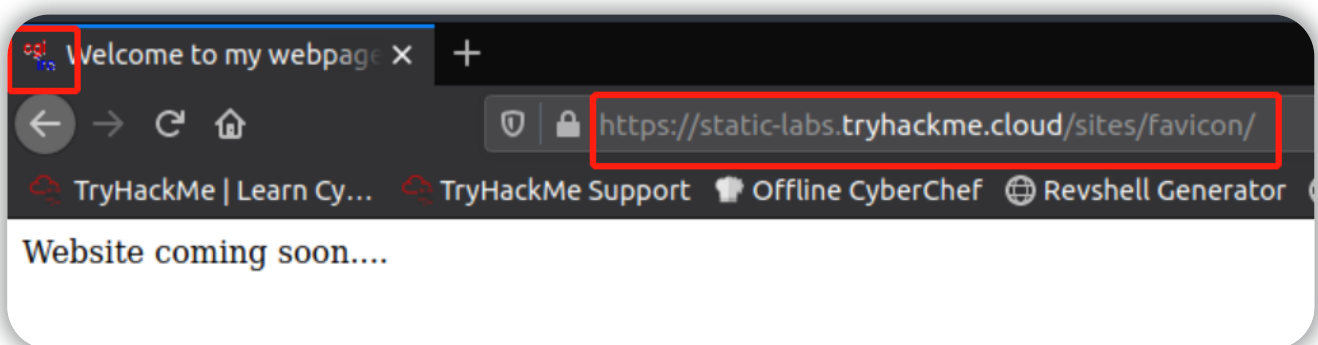 Welcome to my webpage
https://static-labs.tryhackme.cloud/sites/favicon/
TryHackMe | Learn Cy... TryHackMe Support Offline CyberChef Revshell Generator
Website coming soon....